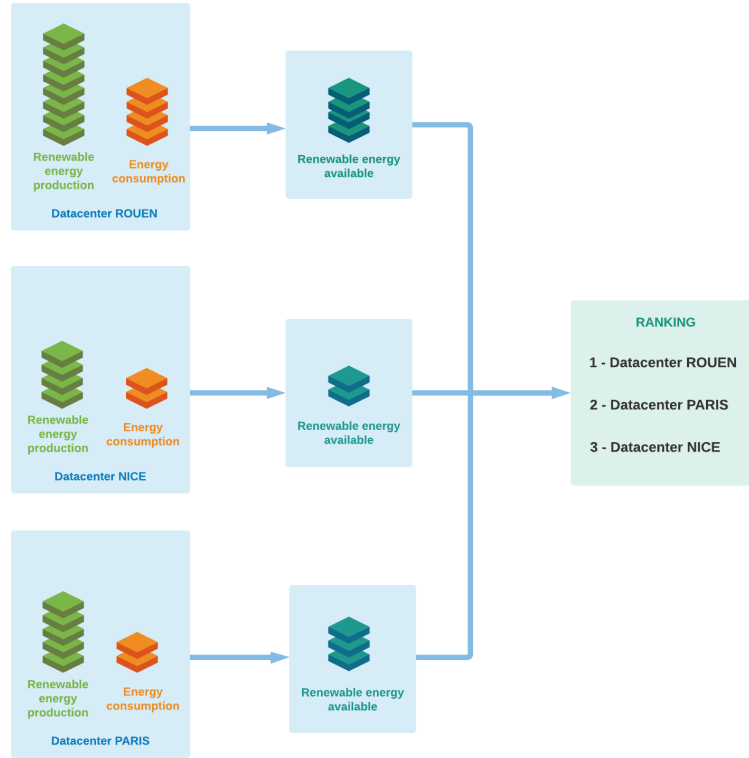 Renewable
energy
production
Energy
consumption
Datacenter ROUEN
Renewable energy
available
Renewable
energy
production
Energy
consumption
Datacenter NICE
Renewable energy
available
Renewable
energy
production
Energy
consumption
Datacenter PARIS
Renewable energy
available
RANKING
1 - Datacenter ROUEN
2 - Datacenter PARIS
3 - Datacenter NICE